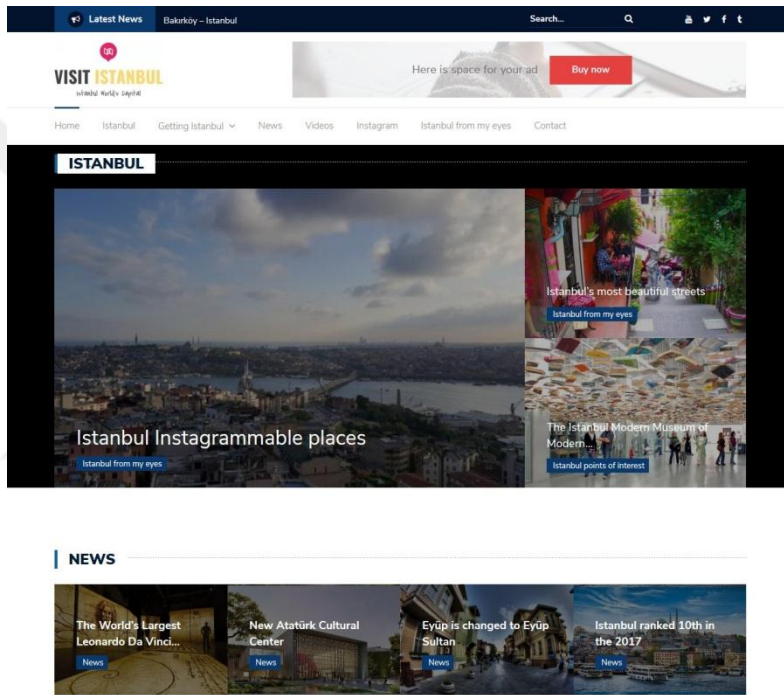 Latest News Bakırköy – Istanbul Search...
VISIT ISTANBUL
Istanbul World's Capital
Here is space for your ad Buy now
Home Istanbul Getting Istanbul News Videos Instagram Istanbul from my eyes Contact
ISTANBUL
Istanbul's most beautiful streets
Istanbul from my eyes
Istanbul Instagrammable places
Istanbul from my eyes
The Istanbul Modern Museum of
Modern...
Istanbul points of interest
NEWS
The World's Largest
Leonardo Da Vinci...
News
New Atatürk Cultural
Center
News
Eyüp is changed to Eyüp
Sultan
News
Istanbul ranked 10th in
the 2017
News